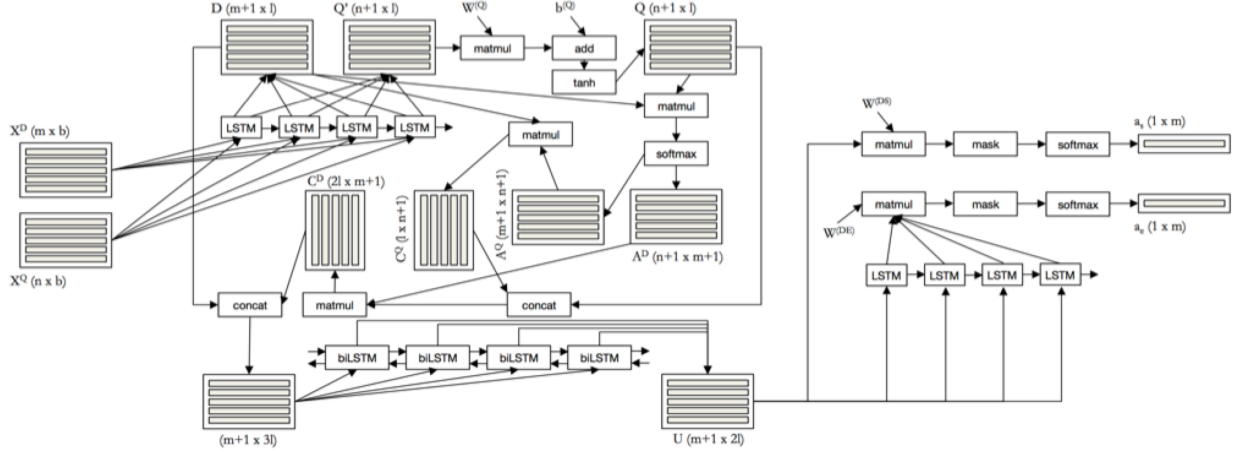 D (m+1 x l)
Q' (n+1 x l)
W(Q)
b(Q)
Q (n+1 x l)
matmul
add
tanh
matmul
softmax
LSTM
LSTM
LSTM
LSTM
matmul
X^D (m x b)
X^Q (n x b)
C^D (2l x m+1)
C^Q (l x n+1)
A^Q (m+1 x n+1)
A^D (n+1 x m+1)
concat
matmul
concat
biLSTM
biLSTM
biLSTM
biLSTM
(m+1 x 3l)
U (m+1 x 2l)
W(DS)
matmul
mask
softmax
a_s (1 x m)
matmul
mask
softmax
W(DE)
a_e (1 x m)
LSTM
LSTM
LSTM
LSTM